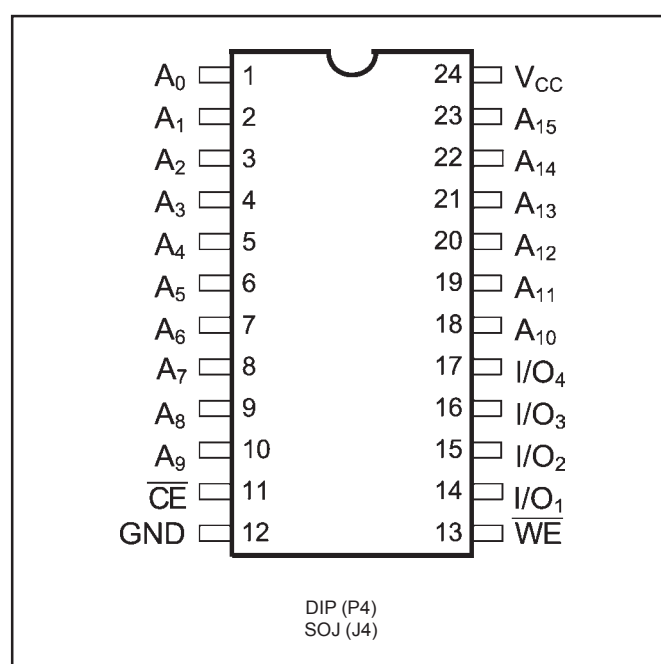 A0 1 24 VCC
A1 2 23 A15
A2 3 22 A14
A3 4 21 A13
A4 5 20 A12
A5 6 19 A11
A6 7 18 A10
A7 8 17 I/O4
A8 9 16 I/O3
A9 10 15 I/O2
CE 11 14 I/O1
GND 12 13 WE
DIP (P4)
SOJ (J4)